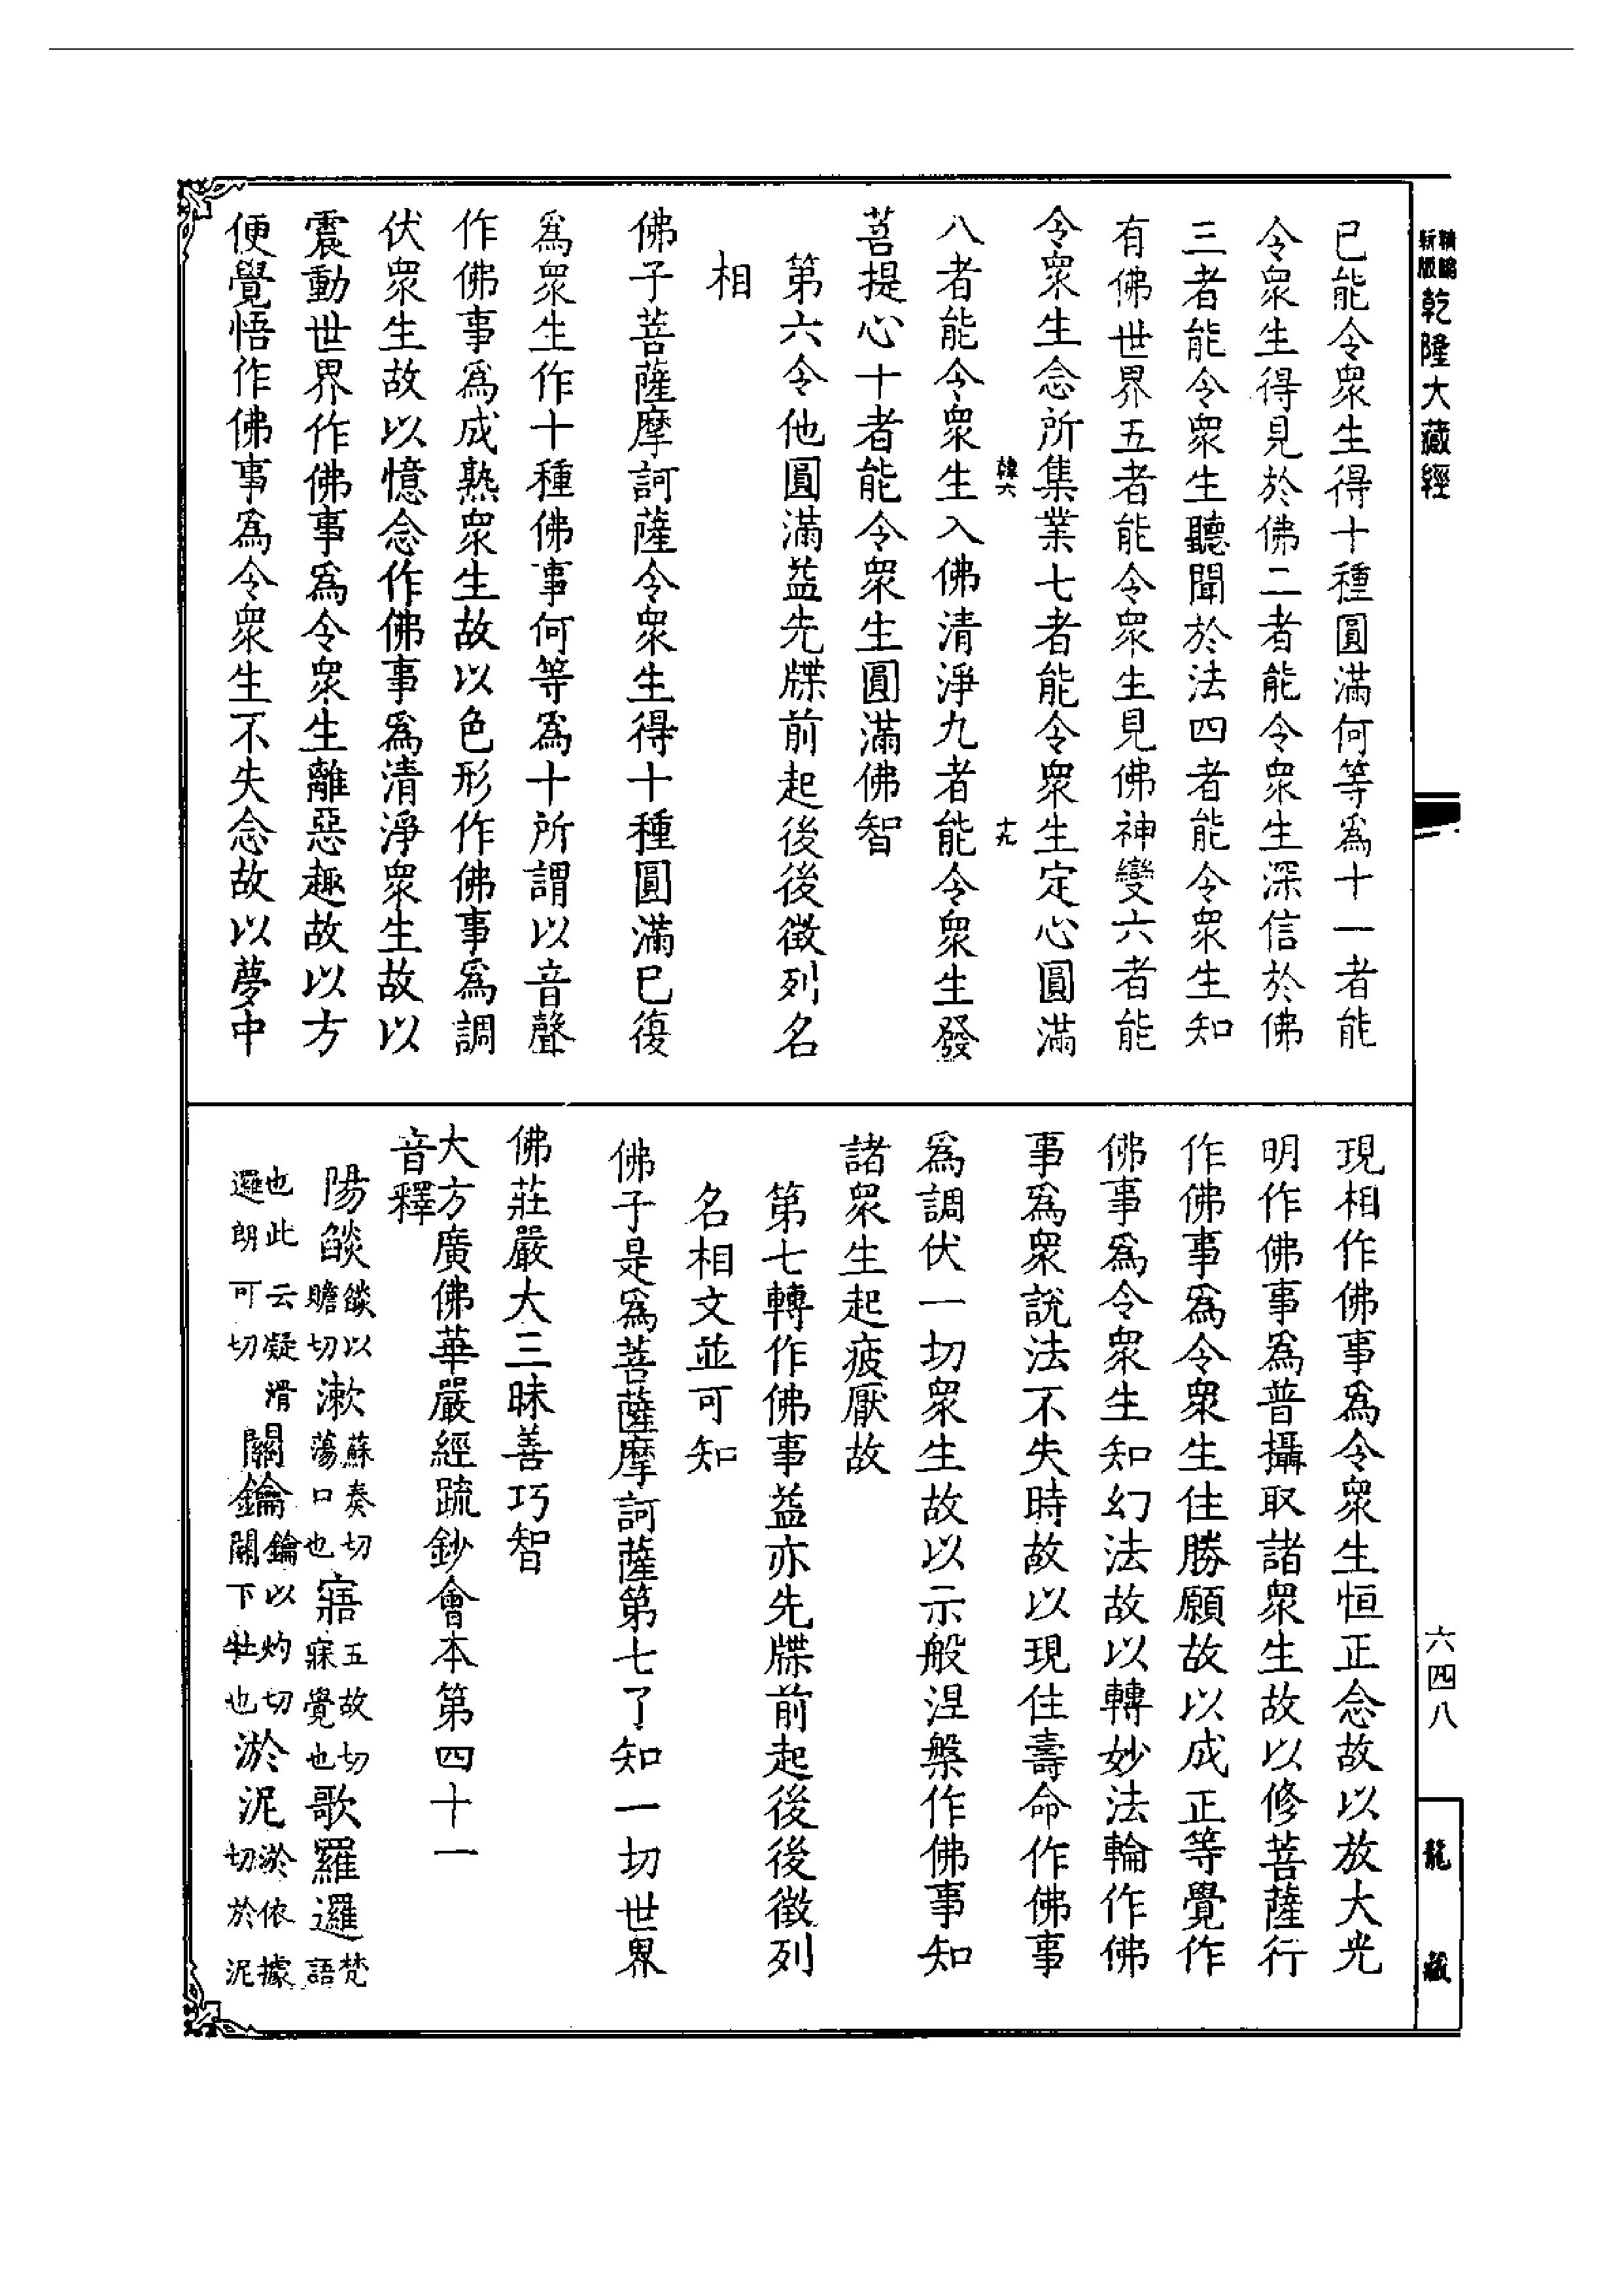 新版
精編
乾隆大藏經
六四八
龍藏
已能令衆生得十種圓滿何等爲十一者能
令衆生得見於佛二者能令衆生深信於佛
三者能令衆生聽聞於法四者能令衆生知
有佛世界五者能令衆生見佛神變六者能
令衆生念所集業七者能令衆生定心圓滿
韓六
十九
八者能令衆生入佛清淨九者能令衆生發
菩提心十者能令衆生圓滿佛智
第六令他圓滿益先牒前起後後徵列名
相
佛子菩薩摩訶薩令衆生得十種圓滿已復
爲衆生作十種佛事何等爲十所謂以音聲
作佛事爲成熟衆生故以色形作佛事爲調
伏衆生故以憶念作佛事爲清淨衆生故以
震動世界作佛事爲令衆生離惡趣故以方
便覺悟作佛事爲令衆生不失念故以夢中
現相作佛事爲令衆生恒正念故以放大光
明作佛事爲普攝取諸衆生故以修菩薩行
作佛事爲令衆生住勝願故以成正等覺作
佛事爲令衆生知幻法故以轉妙法輪作佛
事爲衆說法不失時故以現住壽命作佛事
爲調伏一切衆生故以示般涅槃作佛事知
諸衆生起疲厭故
第七轉作佛事益亦先牒前起後後徵列
名相文並可知
佛子是爲菩薩摩訶薩第七了知一切世界
佛莊嚴大三昧善巧智
大方廣佛華嚴經疏鈔會本第四十一
音釋
陽燄燄以贍切漱蘇奏切蕩口也寤五故切寐覺也歌羅邏梵語
也此云凝滑邏朗可切關鑰鑰以灼切關下牡也淤泥淤依據切於泥